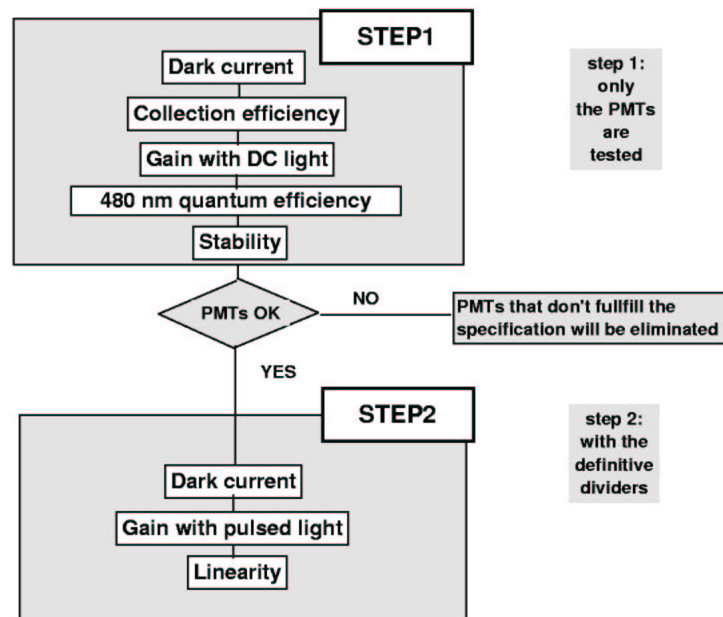 STEP1
Dark current
Collection efficiency
Gain with DC light
480 nm quantum efficiency
Stability
step 1:
only
the PMTs
are
tested
PMTs OK
NO
PMTs that don't fullfill the
specification will be eliminated
YES
STEP2
Dark current
Gain with pulsed light
Linearity
step 2:
with the
definitive
dividers